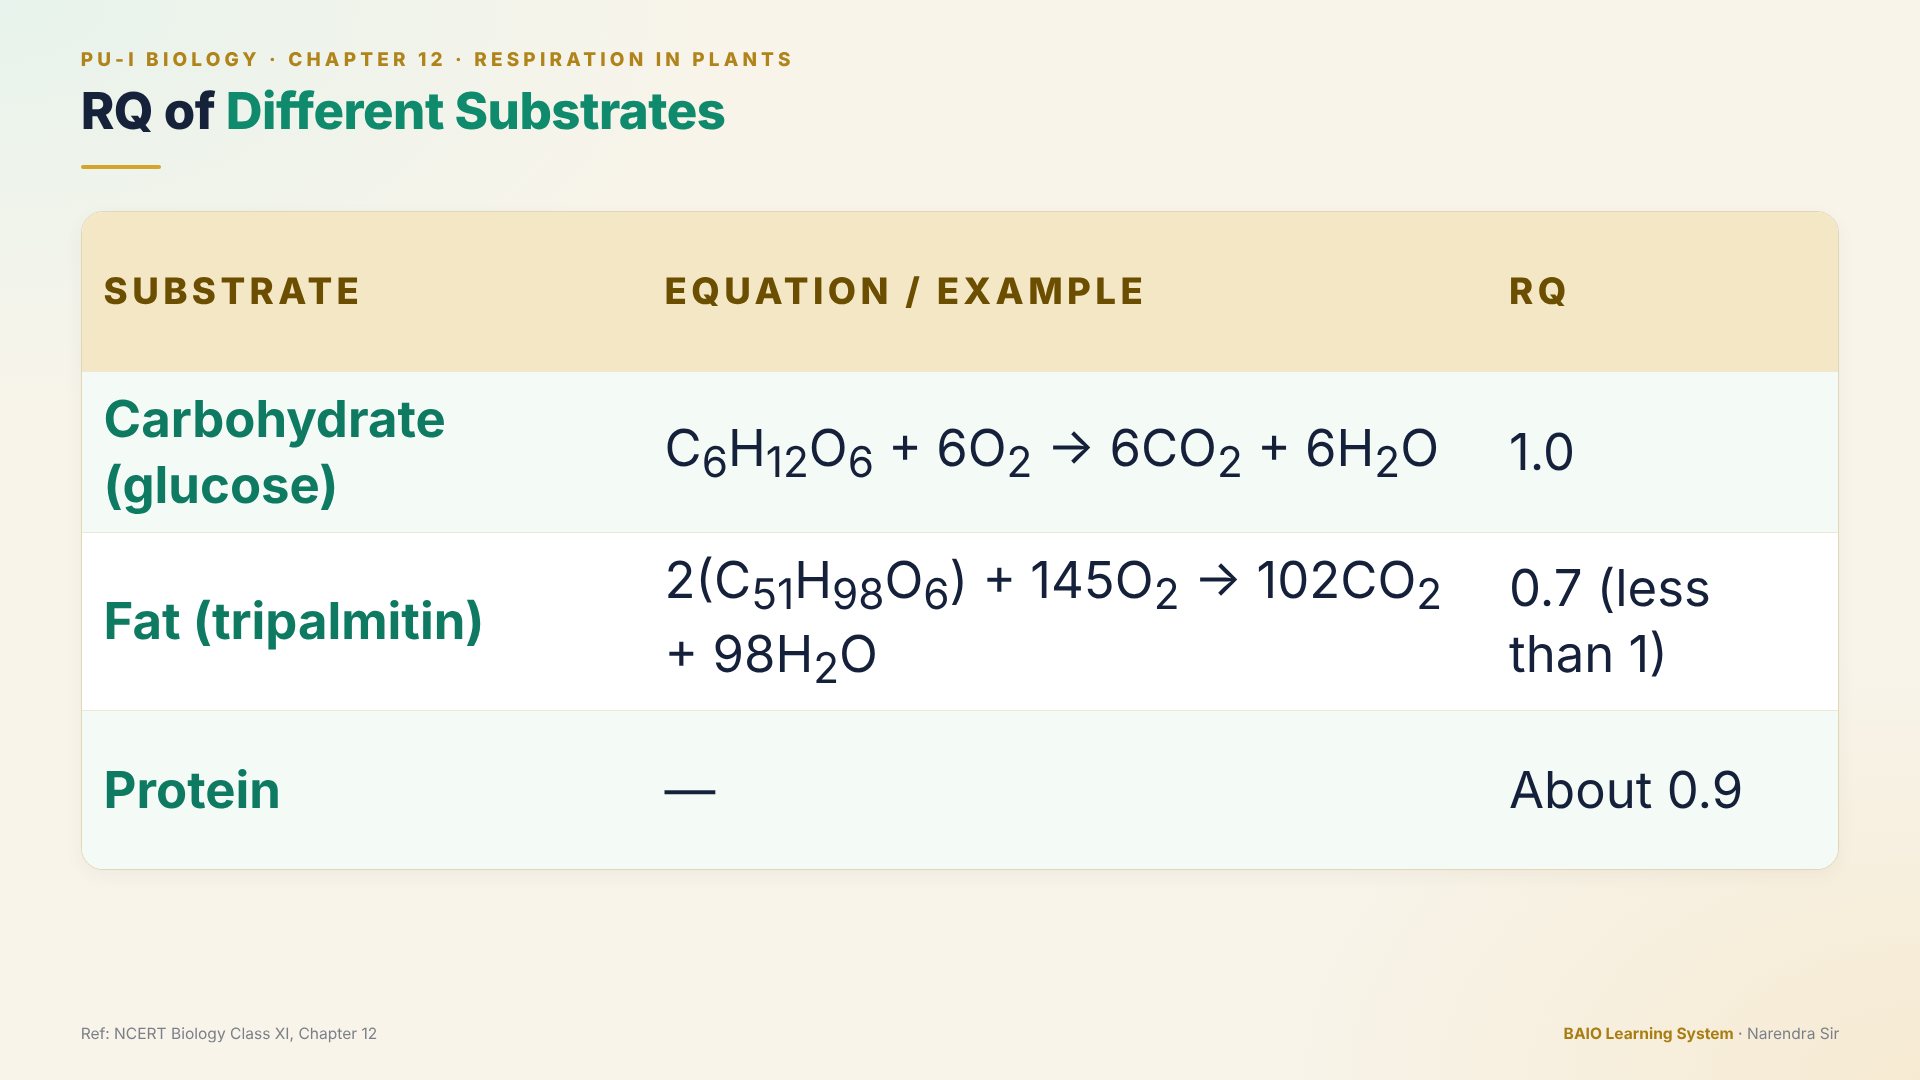 PU-I BIOLOGY · CHAPTER 12 · RESPIRATION IN PLANTS
RQ of Different Substrates
SUBSTRATE EQUATION / EXAMPLE RQ
Carbohydrate (glucose) C₆H₁₂O₆ + 6O₂ → 6CO₂ + 6H₂O 1.0
Fat (tripalmitin) 2(C₅₁H₉₈O₆) + 145O₂ → 102CO₂ + 98H₂O 0.7 (less than 1)
Protein — About 0.9
Ref: NCERT Biology Class XI, Chapter 12
BAIO Learning System · Narendra Sir